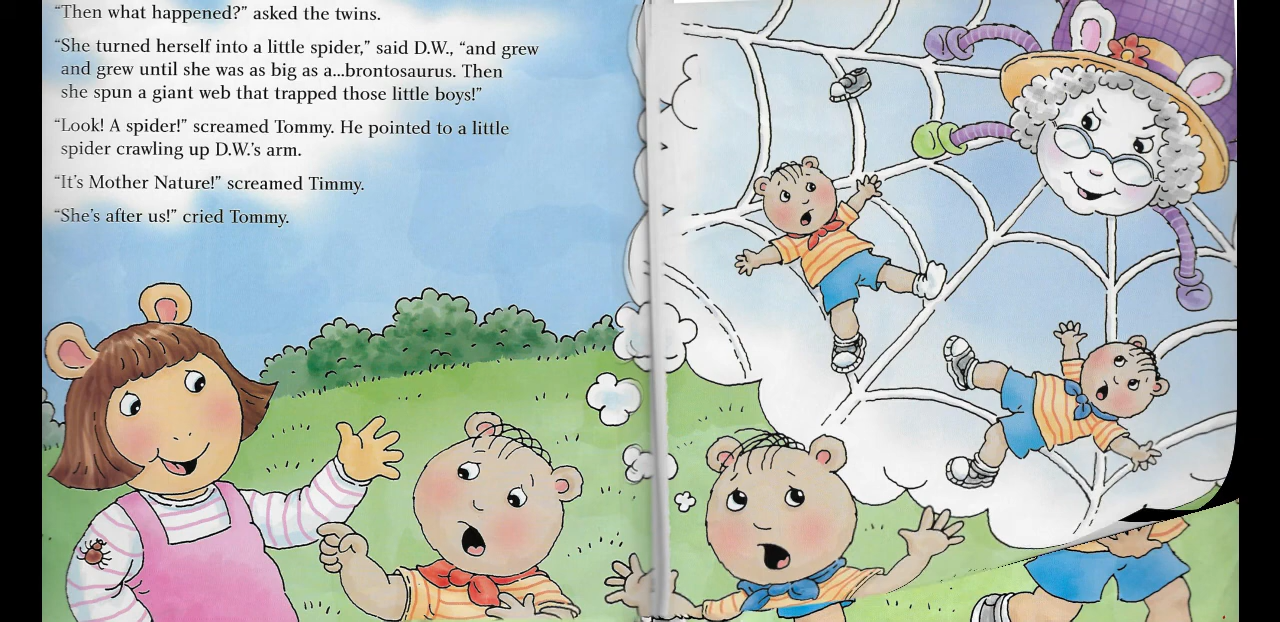 “Then what happened?” asked the twins.
“She turned herself into a little spider,” said D.W., “and grew
and grew until she was as big as a...brontosaurus. Then
she spun a giant web that trapped those little boys!”
“Look! A spider!” screamed Tommy. He pointed to a little
spider crawling up D.W.’s arm.
“It’s Mother Nature!” screamed Timmy.
“She’s after us!” cried Tommy.